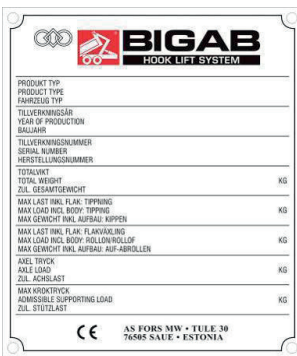 BIGAB
HOOK LIFT SYSTEM
PRODUKT TYP
PRODUCT TYPE
FAHRZEUG TYP
TILLVERKNINGSÅR
YEAR OF PRODUCTION
BAUJAHR
TILLVERKNINGSNUMMER
SERIAL NUMBER
HERSTELLUNGSNUMMER
TOTALVIKT
TOTAL WEIGHT KG
ZUL. GESAMTGEWICHT
MAX LAST INKL FLAK: TIPPNING
MAX LOAD INCL BODY: TIPPING KG
MAX GEWICHT INKL AUFBAU: KIPPEN
MAX LAST INKL FLAK: FLAKVÄXLING
MAX LOAD INCL BODY: ROLLON/ROLLOF KG
MAX GEWICHT INKL AUFBAU: AUF-ABROLLEN
AXEL TRYCK
AXLE LOAD KG
ZUL. ACHSLAST
MAX KROKTRYCK
ADMISSIBLE SUPPORTING LOAD KG
ZUL. STÜTZLAST
CE AS FORS MW • TULE 30
76505 SAUE • ESTONIA